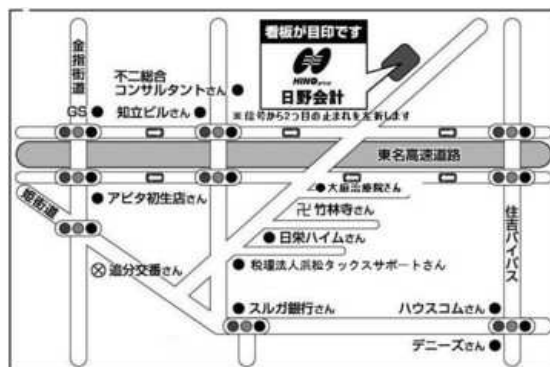 看板が目印です
HINO
日野会計
※信号から2つ目の止まれを左折します
金指街道
不二総合
コンサルタントさん
GS
知立ビルさん
東名高速道路
姫街道
アピタ初生店さん
大庭治療院さん
卍竹林寺さん
日栄ハイムさん
追分交番さん
税理法人浜松タックスサポートさん
住吉バイパス
スルガ銀行さん
ハウスコムさん
デニーズさん